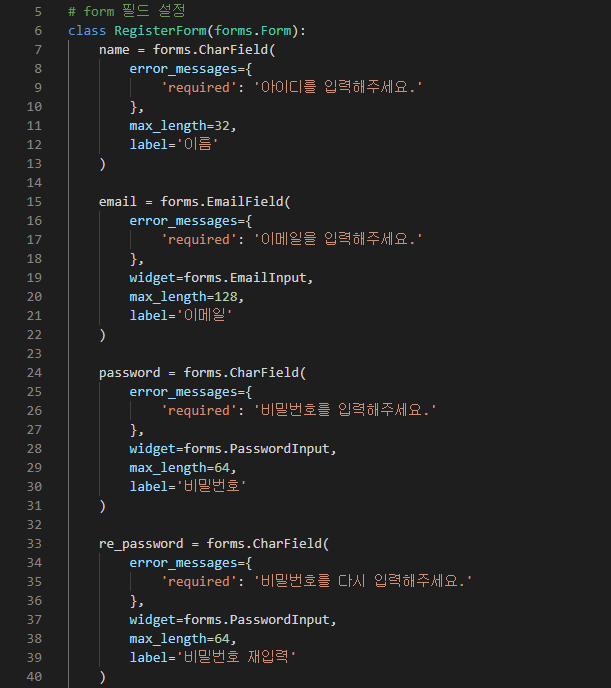 5 # form 필드 설정
6 class RegisterForm(forms.Form):
7     name = forms.CharField(
8         error_messages={
9             'required': '아이디를 입력해주세요.'
10         },
11         max_length=32,
12         label='이름'
13     )
14
15     email = forms.EmailField(
16         error_messages={
17             'required': '이메일을 입력해주세요.'
18         },
19         widget=forms.EmailInput,
20         max_length=128,
21         label='이메일'
22     )
23
24     password = forms.CharField(
25         error_messages={
26             'required': '비밀번호를 입력해주세요.'
27         },
28         widget=forms.PasswordInput,
29         max_length=64,
30         label='비밀번호'
31     )
32
33     re_password = forms.CharField(
34         error_messages={
35             'required': '비밀번호를 다시 입력해주세요.'
36         },
37         widget=forms.PasswordInput,
38         max_length=64,
39         label='비밀번호 재입력'
40     )